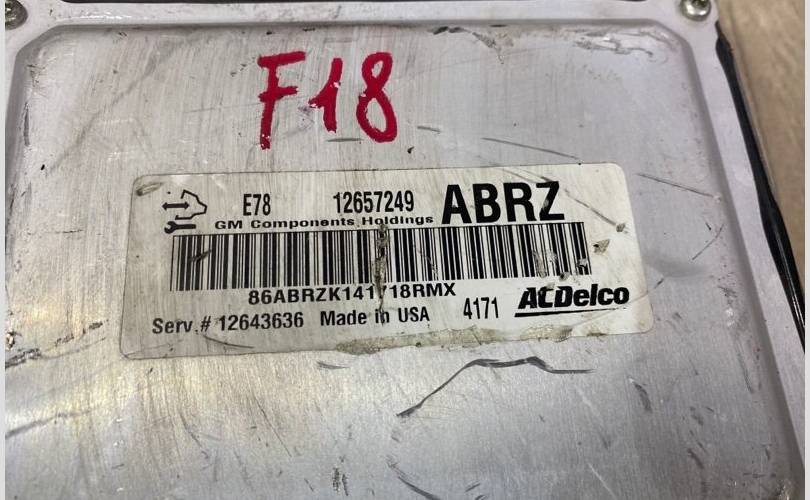 F18
E78 12657249 ABRZ
GM Components Holdings
86ABRZK141718RMX
Serv.# 12643636 Made in USA 4171 ACDelco